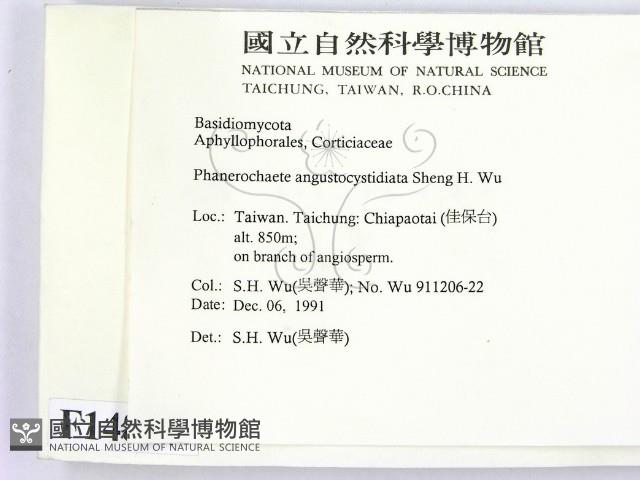 國立自然科學博物館
NATIONAL MUSEUM OF NATURAL SCIENCE
TAICHUNG, TAIWAN, R.O.CHINA
Basidiomycota
Aphyllophorales, Corticiaceae
Phanerochaete angustocystidiata Sheng H. Wu
Loc.: Taiwan. Taichung: Chiapaotai (佳保台)
alt. 850m;
on branch of angiosperm.
Col.: S.H. Wu(吳聲華); No. Wu 911206-22
Date: Dec. 06, 1991
Det.: S.H. Wu(吳聲華)
國立自然科學博物館
NATIONAL MUSEUM OF NATURAL SCIENCE